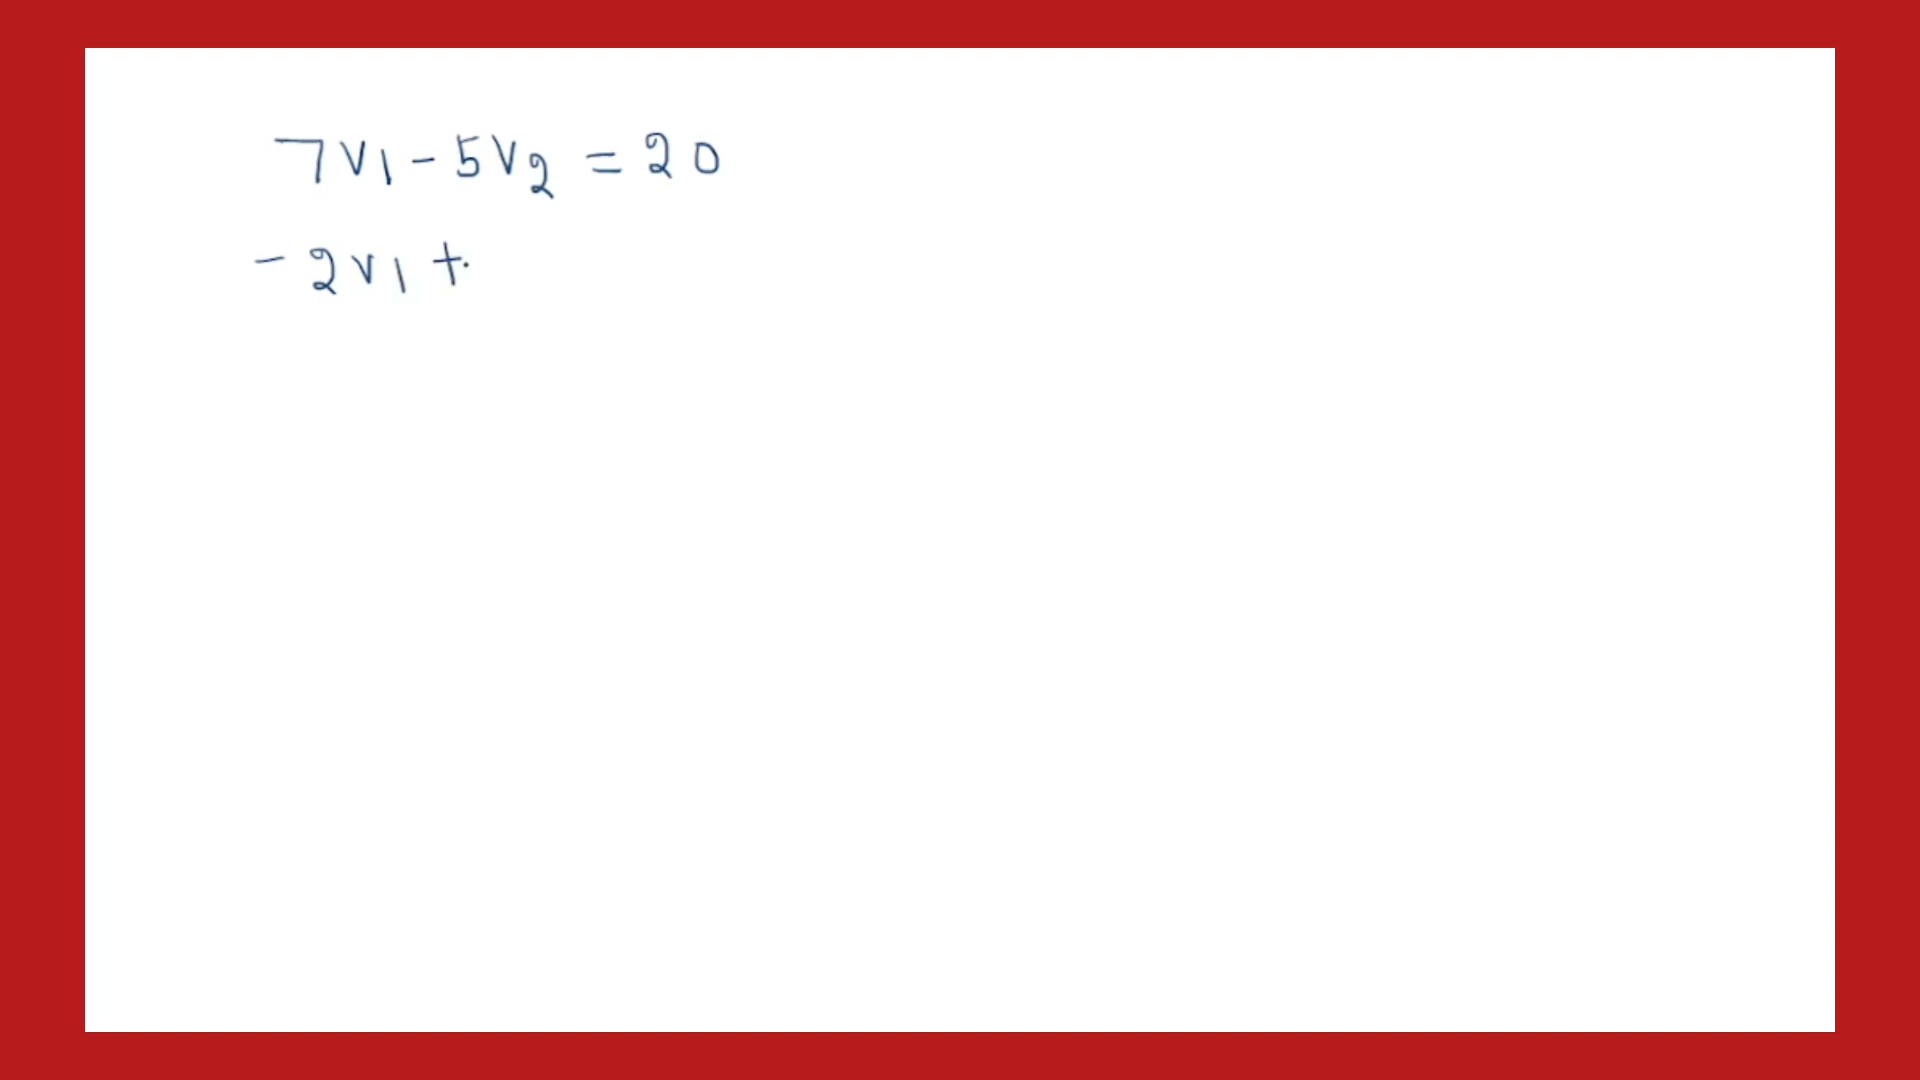 7v1 - 5v2 = 20
- 2v1 +